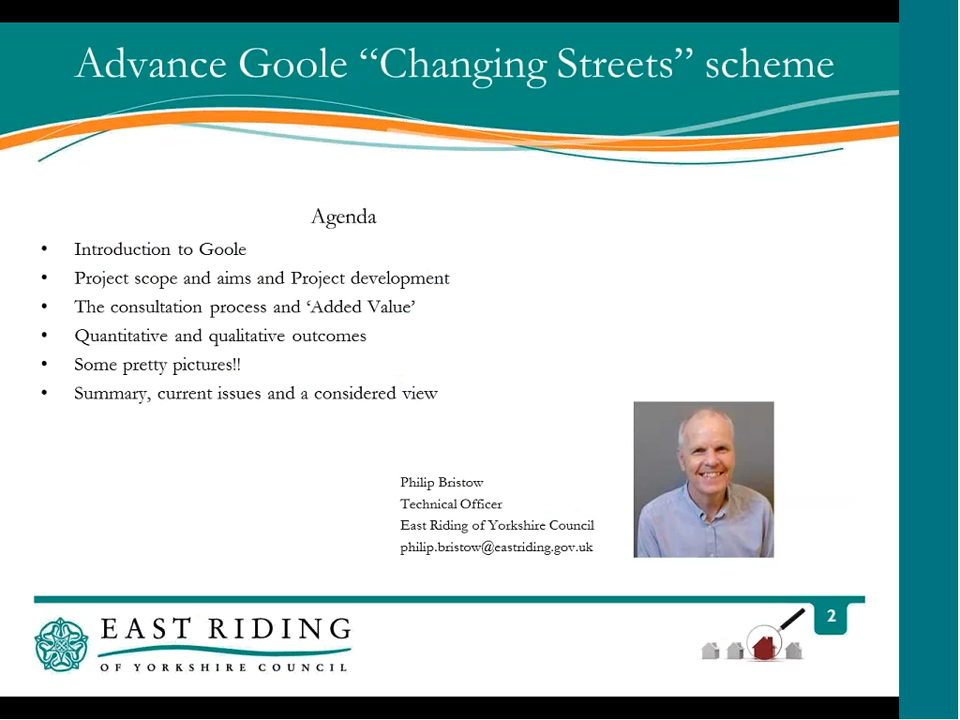 Advance Goole “Changing Streets” scheme
Agenda
• Introduction to Goole
• Project scope and aims and Project development
• The consultation process and ‘Added Value’
• Quantitative and qualitative outcomes
• Some pretty pictures!!
• Summary, current issues and a considered view
Philip Bristow
Technical Officer
East Riding of Yorkshire Council
philip.bristow@eastriding.gov.uk
2
EAST RIDING
OF YORKSHIRE COUNCIL